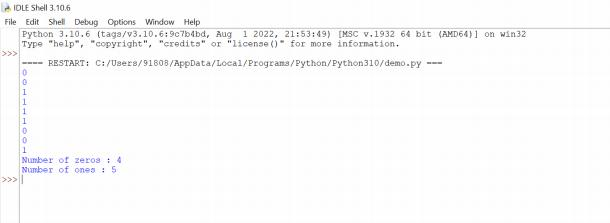 IDLE Shell 3.10.6
File Edit Shell Debug Options Window Help
Python 3.10.6 (tags/v3.10.6:9c7b4bd, Aug 1 2022, 21:53:49) [MSC v.1932 64 bit (AMD64)] on win32
Type "help", "copyright", "credits" or "license()" for more information.
>>>
==== RESTART: C:/Users/91808/AppData/Local/Programs/Python/Python310/demo.py ===
0
0
1
1
1
1
0
0
1
Number of zeros : 4
Number of ones : 5
>>>